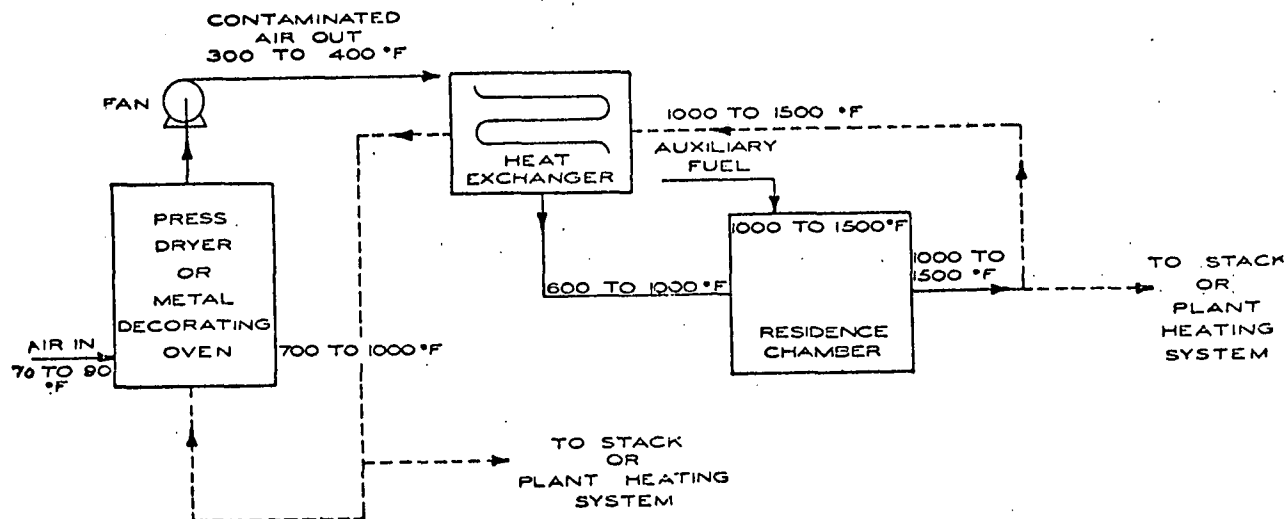 CONTAMINATED
AIR OUT
300 TO 400 °F
FAN
HEAT
EXCHANGER
1000 TO 1500 °F
AUXILIARY
FUEL
PRESS
DRYER
OR
METAL
DECORATING
OVEN
AIR IN
70 TO 90
°F
700 TO 1000 °F
600 TO 1000 °F
1000 TO 1500 °F
RESIDENCE
CHAMBER
1000 TO
1500 °F
TO STACK
OR
PLANT
HEATING
SYSTEM
TO STACK
OR
PLANT HEATING
SYSTEM